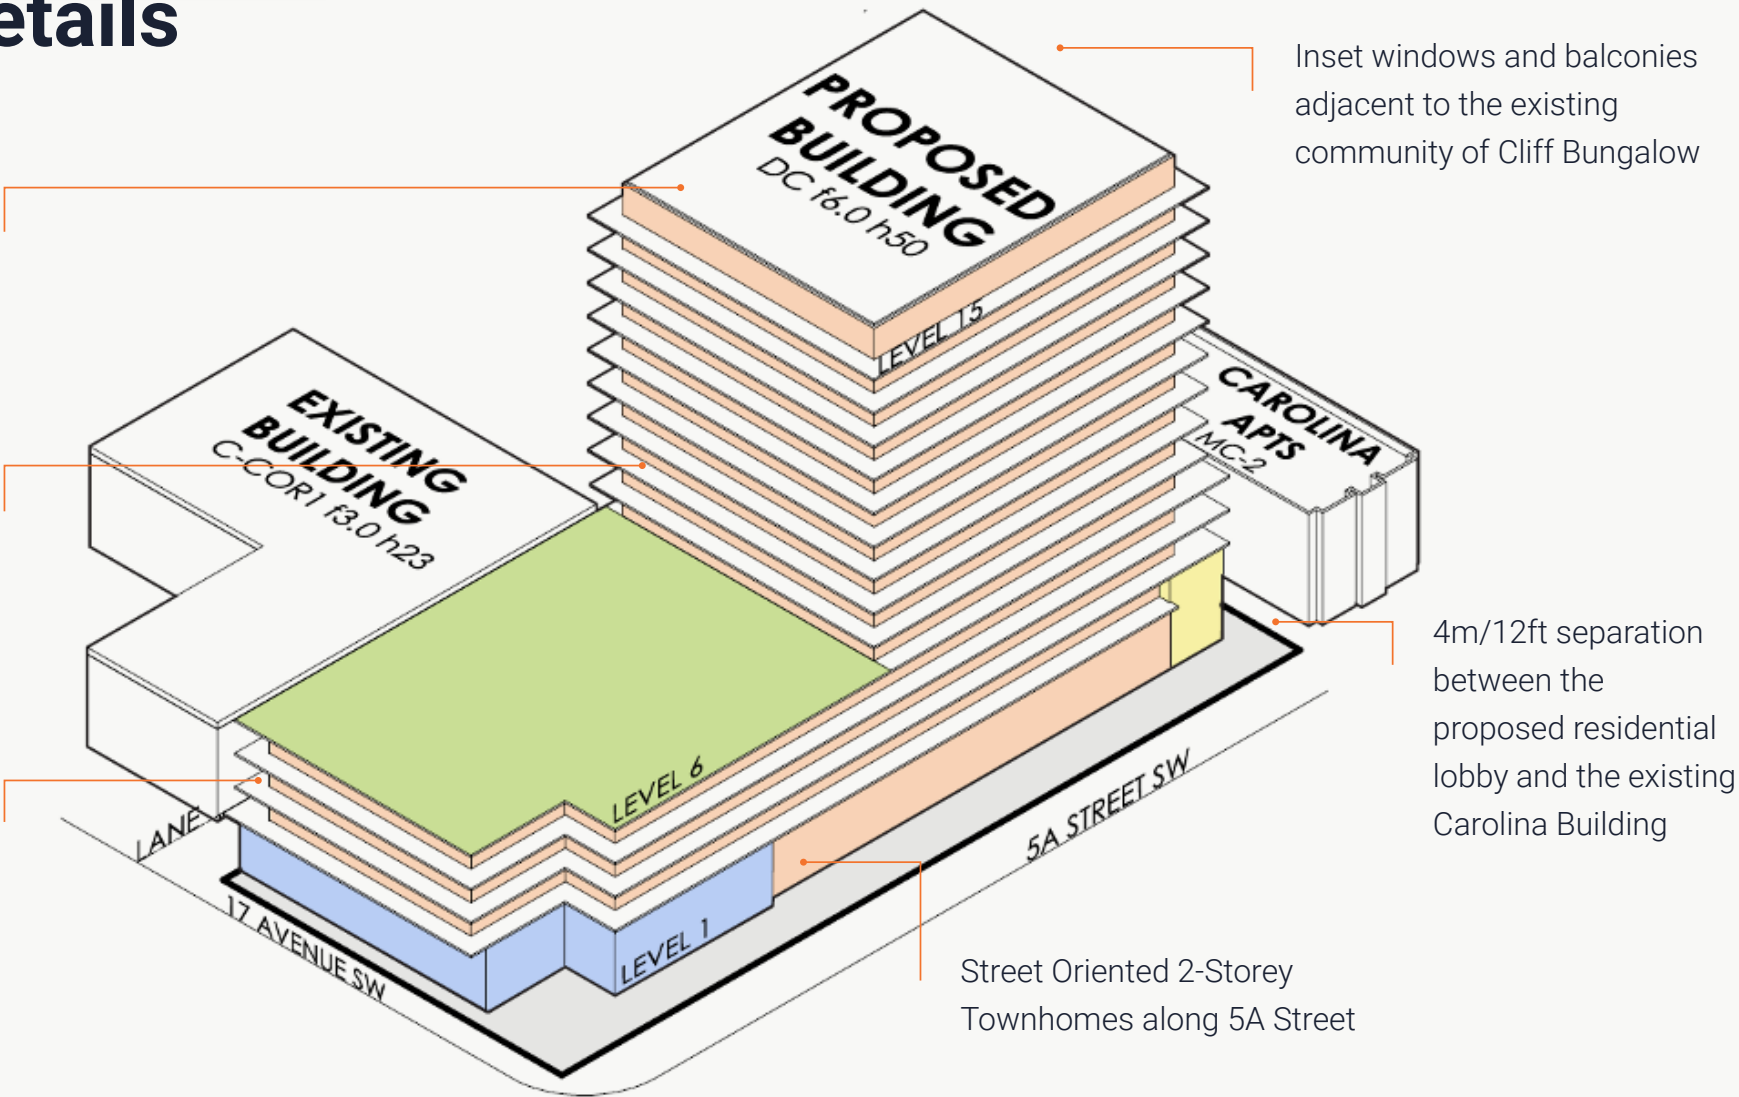 etails
Inset windows and balconies
adjacent to the existing
community of Cliff Bungalow
PROPOSED
BUILDING
DC f6.0 h50
LEVEL 15
EXISTING
BUILDING
C-COR1 f3.0 h23
CAROLINA
APTS
MC-2
4m/12ft separation
between the
proposed residential
lobby and the existing
Carolina Building
LEVEL 6
LANE
5A STREET SW
17 AVENUE SW
LEVEL 1
Street Oriented 2-Storey
Townhomes along 5A Street